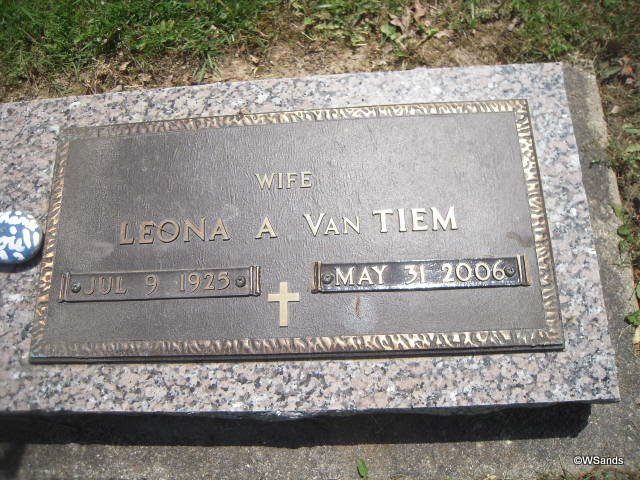 WIFE
LEONA A VAN TIEM
JUL 9 1925
MAY 31 2006
©WSands